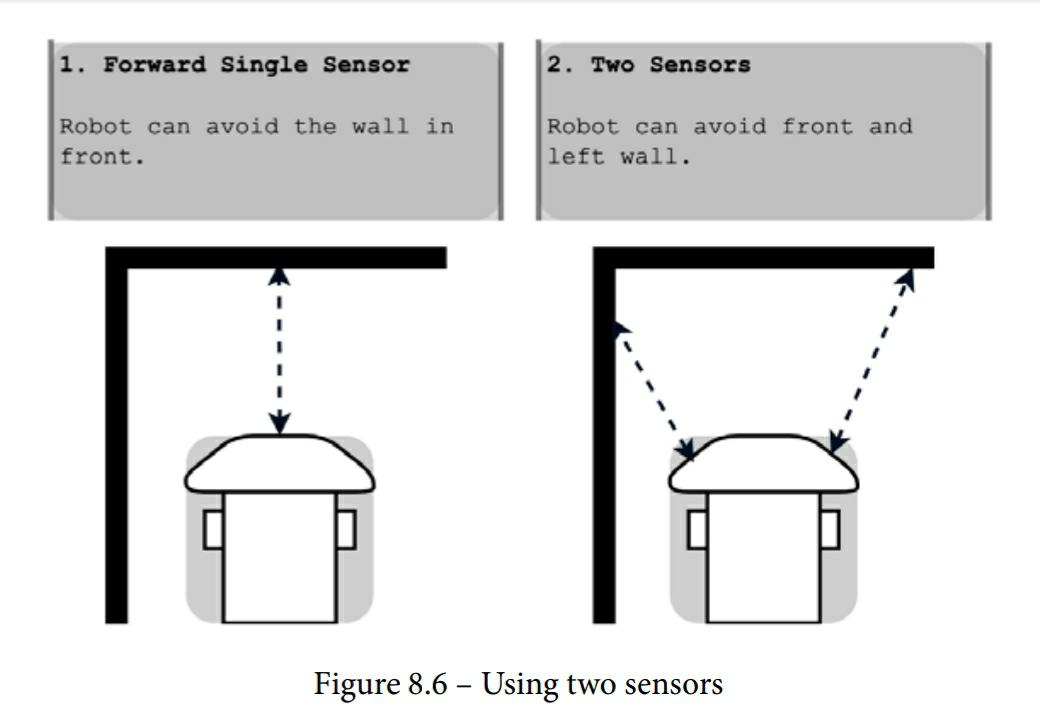 1. Forward Single Sensor
Robot can avoid the wall in
front.
2. Two Sensors
Robot can avoid front and
left wall.
Figure 8.6 – Using two sensors